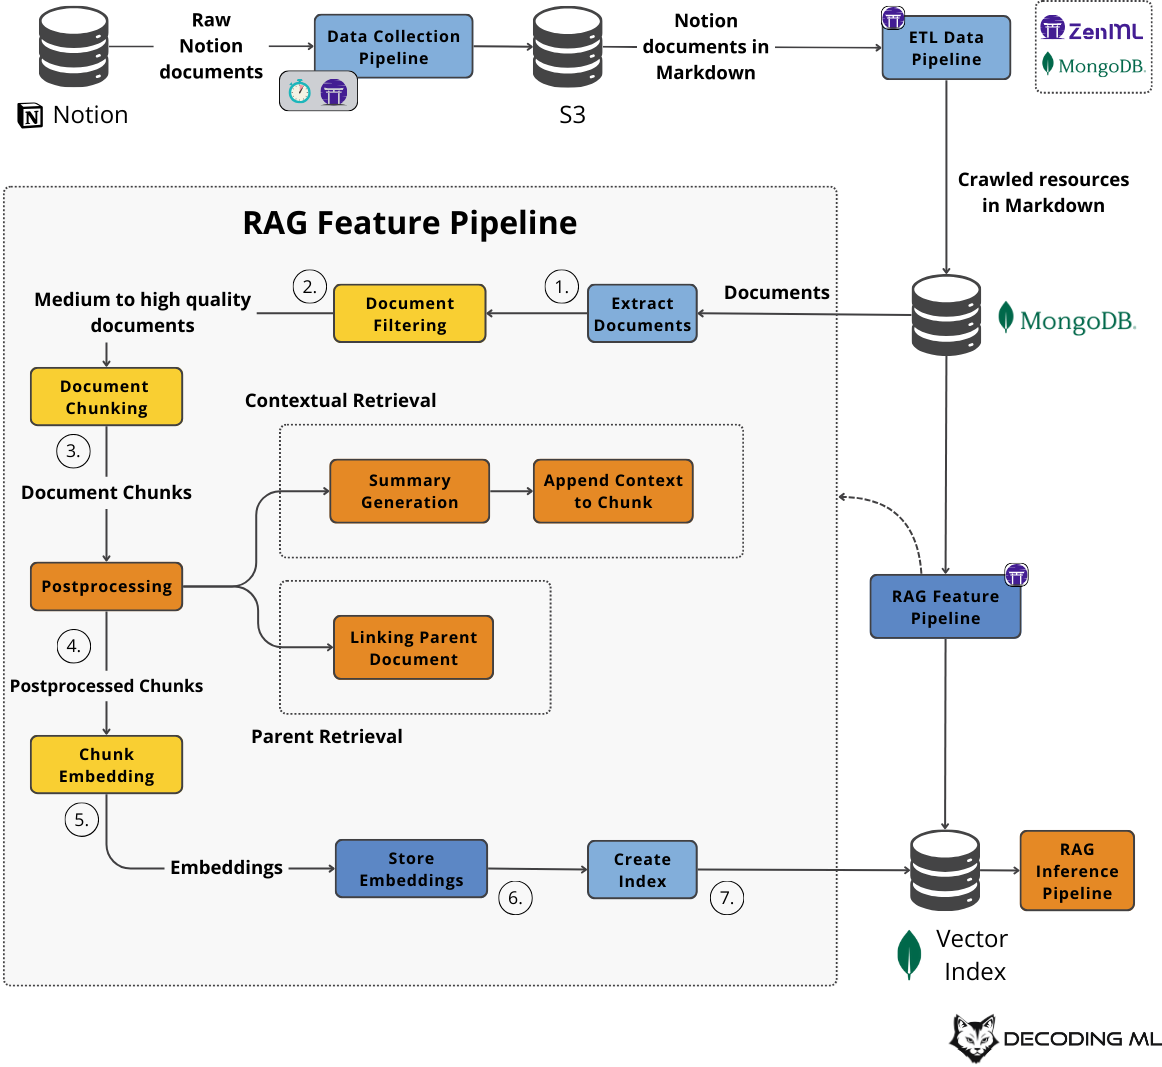 Raw
Notion
documents
Data Collection
Pipeline
Notion
documents in
Markdown
ETL Data
Pipeline
ZenML
MongoDB.
N
Notion
S3
Crawled resources
in Markdown
RAG Feature Pipeline
Medium to high quality
documents
2.
Document
Filtering
1.
Extract
Documents
Documents
MongoDB.
Document
Chunking
3.
Document Chunks
Contextual Retrieval
Summary
Generation
Append Context
to Chunk
Postprocessing
4.
Postprocessed Chunks
Linking Parent
Document
Parent Retrieval
RAG Feature
Pipeline
Chunk
Embedding
5.
Embeddings
Store
Embeddings
6.
Create
Index
7.
RAG
Inference
Pipeline
Vector
Index
DECODING ML